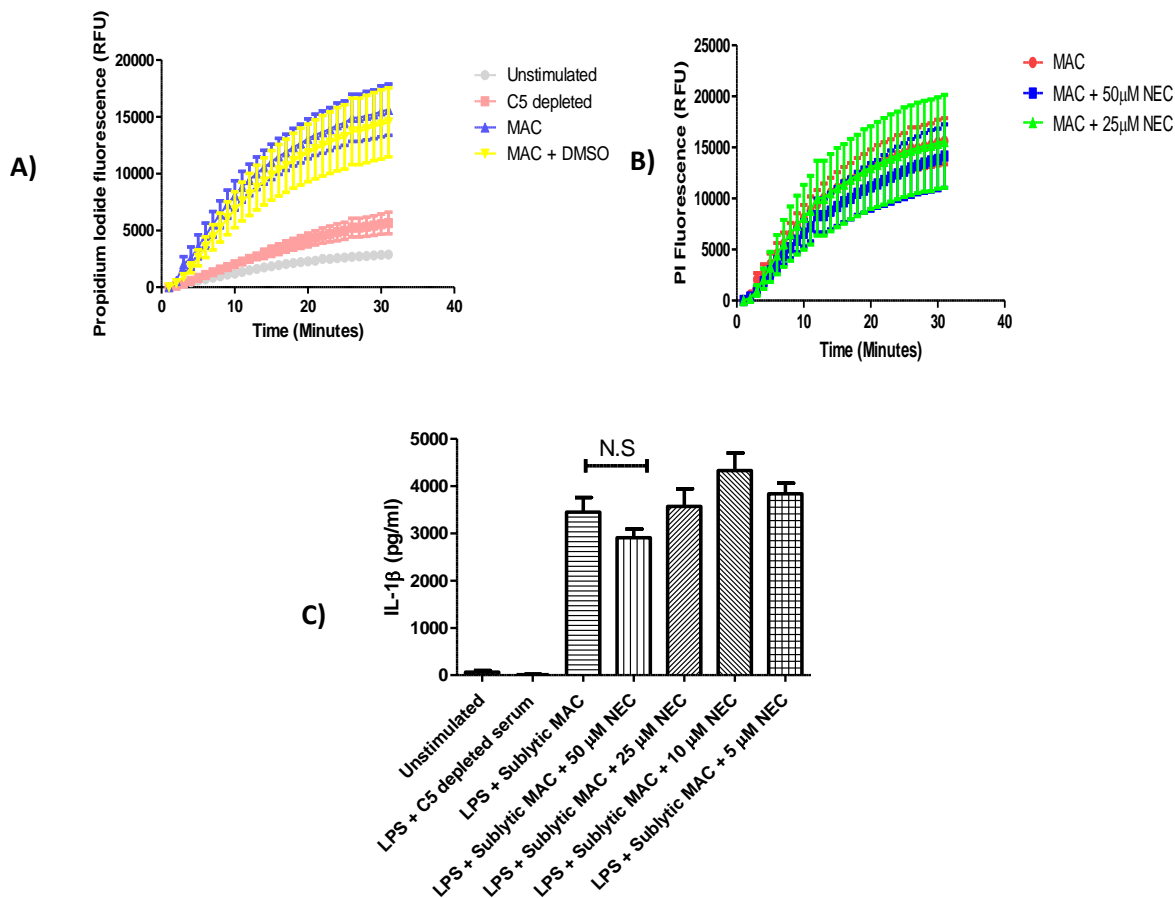 A)
Propidium Iodide fluorescence (RFU)
20000
15000
10000
5000
0
0 10 20 30 40
Time (Minutes)
Unstimulated
C5 depleted
MAC
MAC + DMSO
B)
PI Fluorescence (RFU)
25000
20000
15000
10000
5000
0
0 10 20 30 40
Time (Minutes)
MAC
MAC + 50μM NEC
MAC + 25μM NEC
C)
IL-1β (pg/ml)
5000
4000
3000
2000
1000
0
N.S
Unstimulated
LPS + C5 depleted serum
LPS + Sublytic MAC
LPS + Sublytic MAC + 50 μM NEC
LPS + Sublytic MAC + 25 μM NEC
LPS + Sublytic MAC + 10 μM NEC
LPS + Sublytic MAC + 5 μM NEC